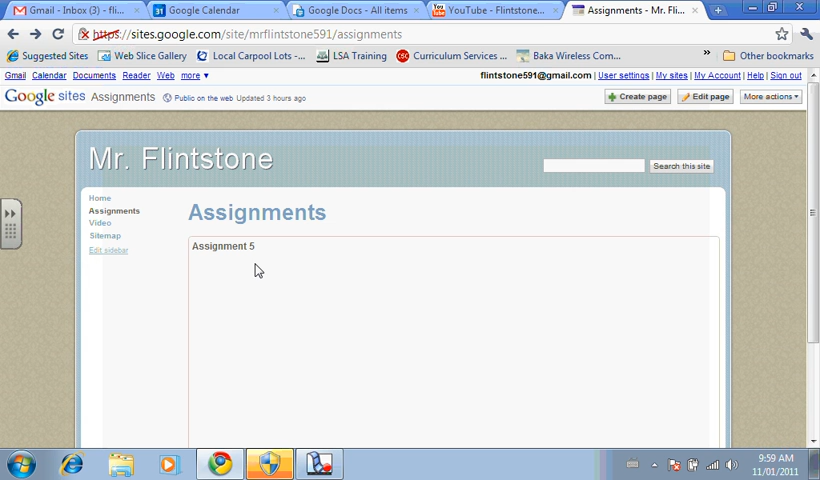 Gmail - Inbox (3) - fli...
31 Google Calendar
Google Docs - All items
You Tube YouTube - Flintstone...
Assignments - Mr. Fli...
https://sites.google.com/site/mrflintstone591/assignments
Suggested Sites
Web Slice Gallery
Local Carpool Lots -...
LSA Training
CSC Curriculum Services ...
Baka Wireless Com...
»
Other bookmarks
Gmail Calendar Documents Reader Web more ▼
flintstone591@gmail.com | User settings | My sites | My Account | Help | Sign out
Google sites Assignments Public on the web Updated 3 hours ago
Create page
Edit page
More actions ▾
Mr. Flintstone
Search this site
Home
Assignments
Video
Sitemap
Edit sidebar
Assignments
Assignment 5
9:59 AM
11/01/2011